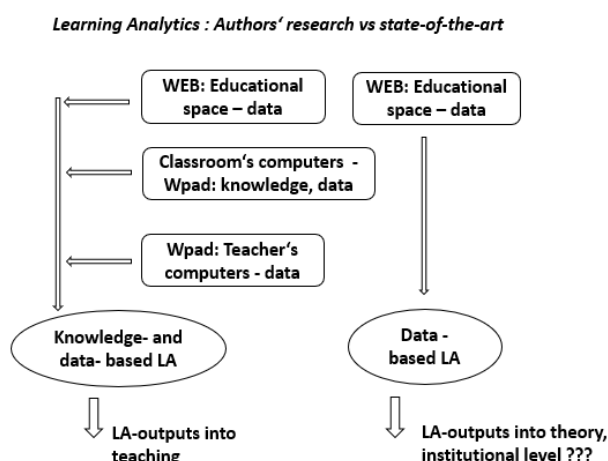 Learning Analytics : Authors‘ research vs state-of-the-art
WEB: Educational
space – data
WEB: Educational
space – data
Classroom‘s computers -
Wpad: knowledge, data
Wpad: Teacher‘s
computers - data
Knowledge- and
data- based LA
Data -
based LA
LA-outputs into
teaching
LA-outputs into theory,
institutional level ???